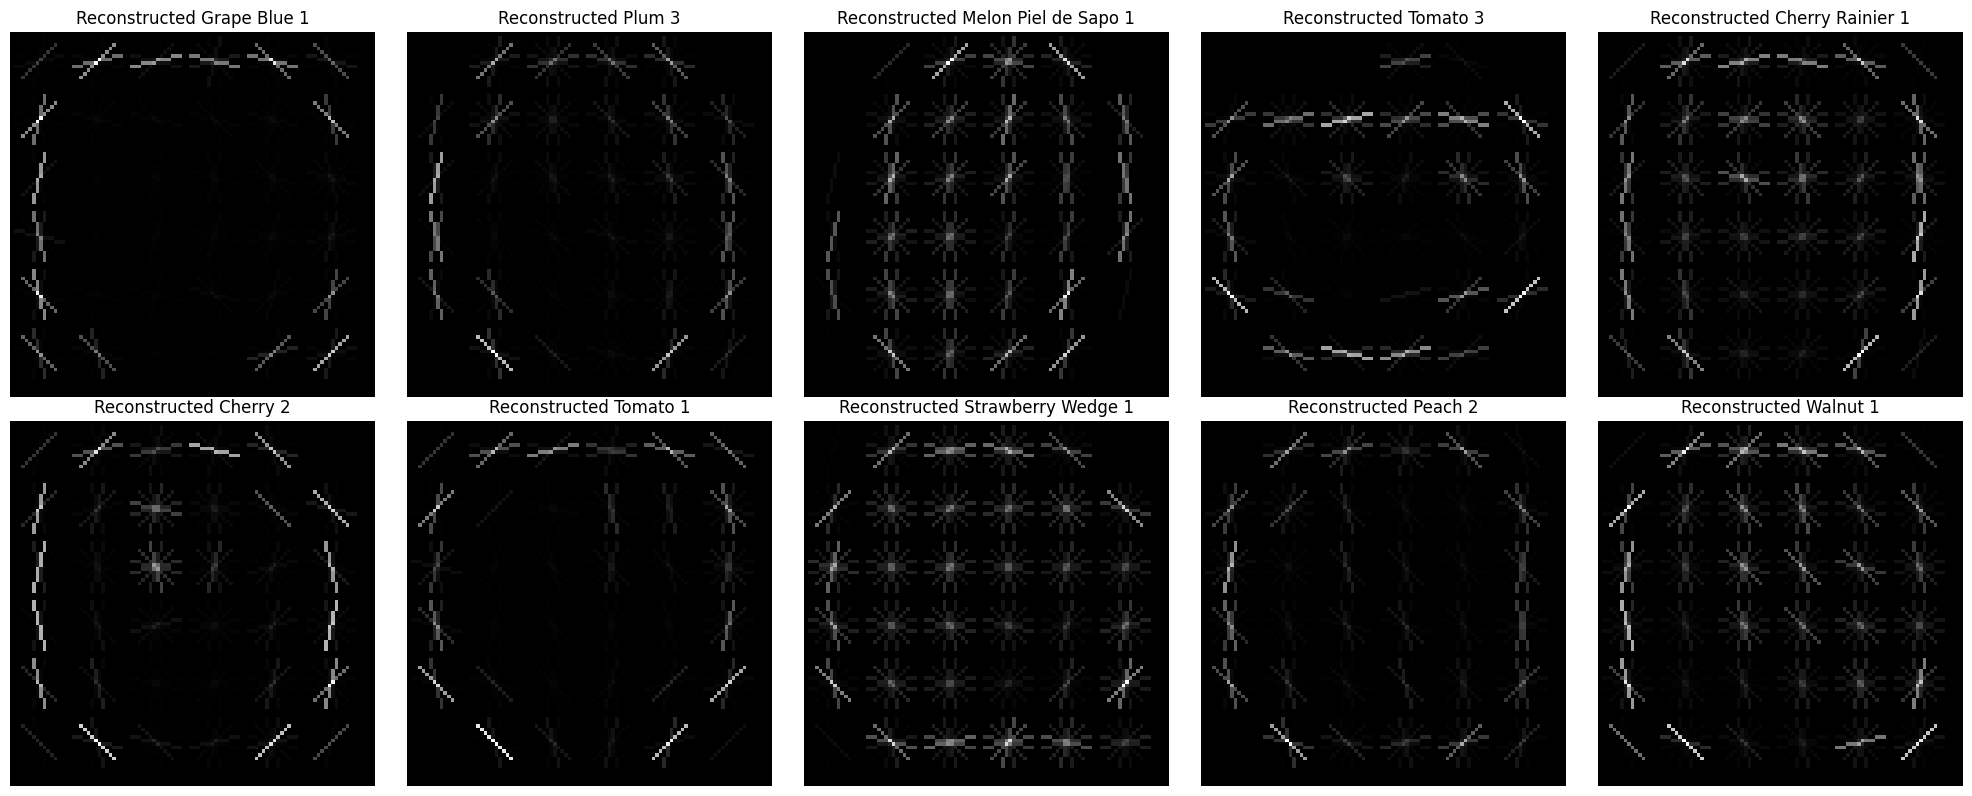 Reconstructed Grape Blue 1
Reconstructed Plum 3
Reconstructed Melon Piel de Sapo 1
Reconstructed Tomato 3
Reconstructed Cherry Rainier 1
Reconstructed Cherry 2
Reconstructed Tomato 1
Reconstructed Strawberry Wedge 1
Reconstructed Peach 2
Reconstructed Walnut 1